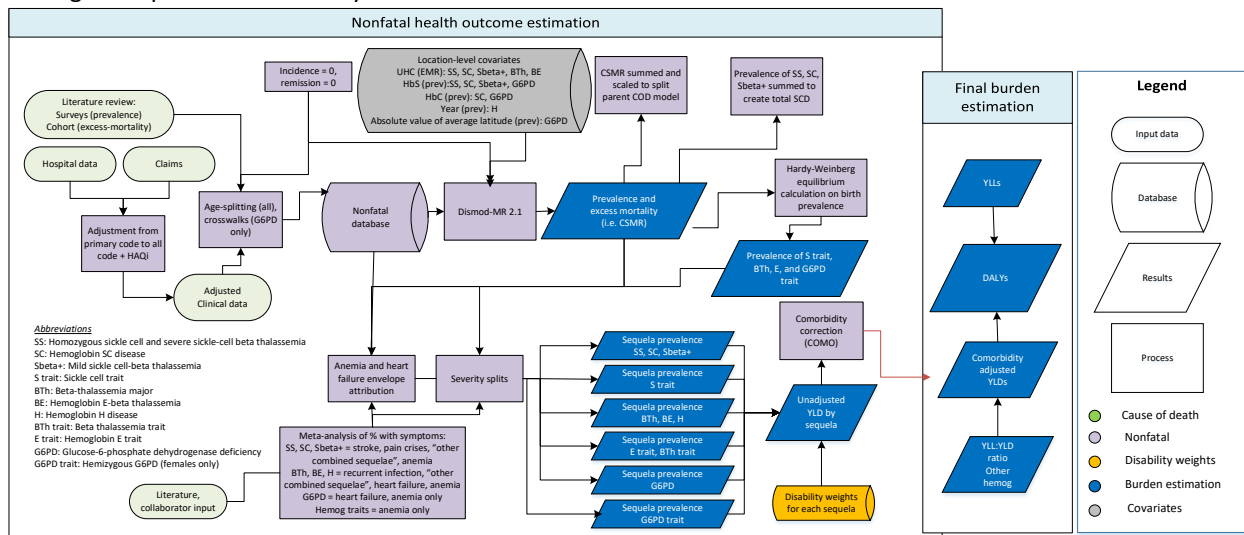 Nonfatal health outcome estimation
Literature review:
Surveys (prevalence)
Cohort (excess-mortality)
Incidence = 0,
remission = 0
Location-level covariates
UHC (EMR): SS, SC, Sbeta+, BTh, BE
HbS (prev):SS, SC, Sbeta+, G6PD
HbC (prev): SC, G6PD
Year (prev): H
Absolute value of average latitude (prev): G6PD
CSMR summed and
scaled to split
parent COD model
Prevalence of SS, SC,
Sbeta+ summed to
create total SCD
Hospital data
Claims
Adjustment from
primary code to all
code + HAQi
Age-splitting (all),
crosswalks (G6PD
only)
Adjusted
Clinical data
Nonfatal
database
Dismod-MR 2.1
Prevalence and
excess mortality
(i.e. CSMR)
Hardy-Weinberg
equilibrium
calculation on birth
prevalence
Prevalence of S trait,
BTh, E, and G6PD
trait
Abbreviations
SS: Homozygous sickle cell and severe sickle-cell beta thalassemia
SC: Hemoglobin SC disease
Sbeta+: Mild sickle cell-beta thalassemia
S trait: Sickle cell trait
BTh: Beta-thalassemia major
BE: Hemoglobin E-beta thalassemia
H: Hemoglobin H disease
BTh trait: Beta thalassemia trait
E trait: Hemoglobin E trait
G6PD: Glucose-6-phosphate dehydrogenase deficiency
G6PD trait: Hemizygous G6PD (females only)
Anemia and heart
failure envelope
attribution
Severity splits
Literature,
collaborator input
Meta-analysis of % with symptoms:
SS, SC, Sbeta+ = stroke, pain crises, "other
combined sequelae", anemia
BTh, BE, H = recurrent infection, "other
combined sequelae", heart failure, anemia
G6PD = heart failure, anemia only
Hemog traits = anemia only
Sequela prevalence
SS, SC, Sbeta+
Sequela prevalence
S trait
Sequela prevalence
BTh, BE, H
Sequela prevalence
E trait, BTh trait
Sequela prevalence
G6PD
Sequela prevalence
G6PD trait
Comorbidity
correction
(COMO)
Unadjusted
YLD by
sequela
Disability weights
for each sequela
Final burden
estimation
YLLs
DALYs
Comorbidity
adjusted
YLDs
YLL:YLD
ratio
Other
hemog
Legend
Input data
Database
Results
Process
Cause of death
Nonfatal
Disability weights
Burden estimation
Covariates